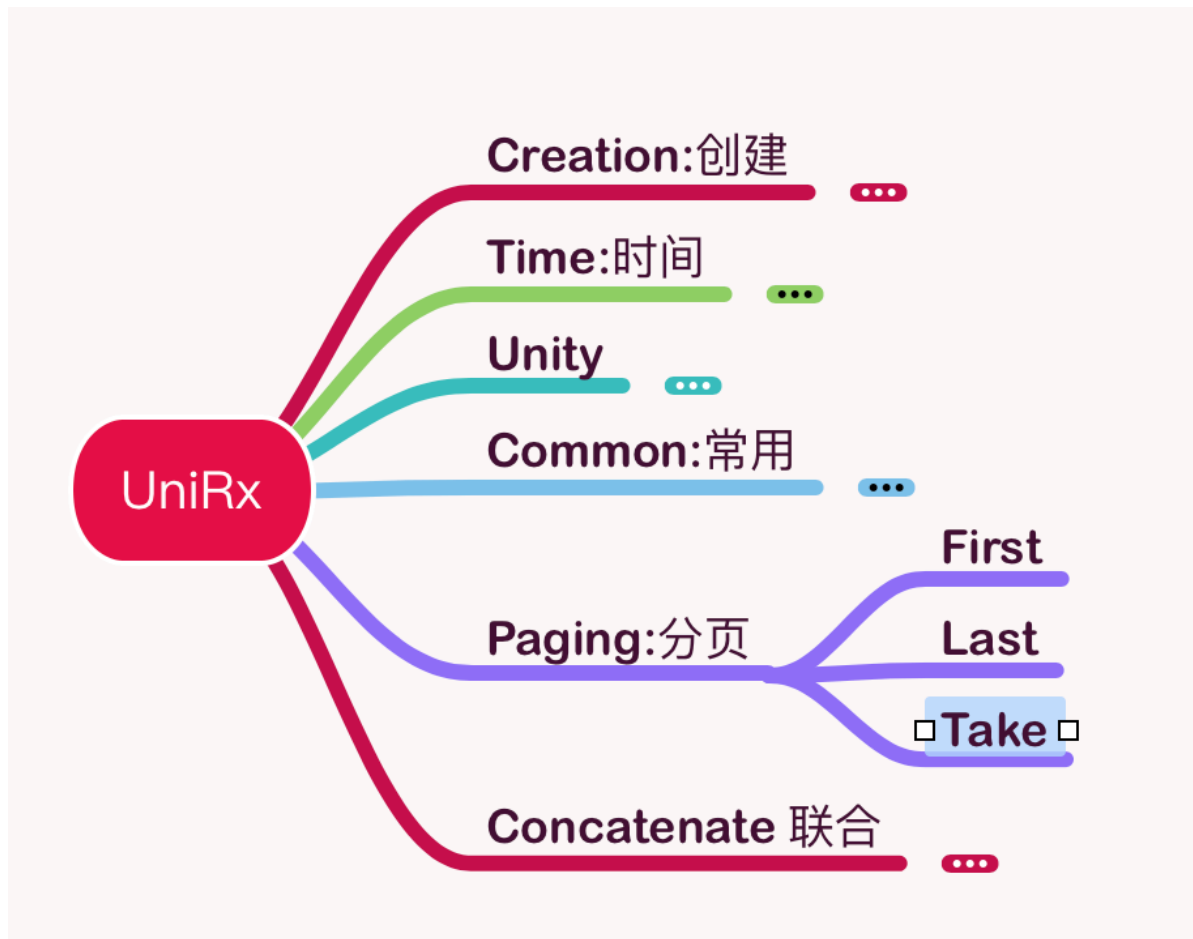 Creation:创建
Time:时间
Unity
Common:常用
UniRx
First
Paging:分页
Last
Take
Concatenate 联合